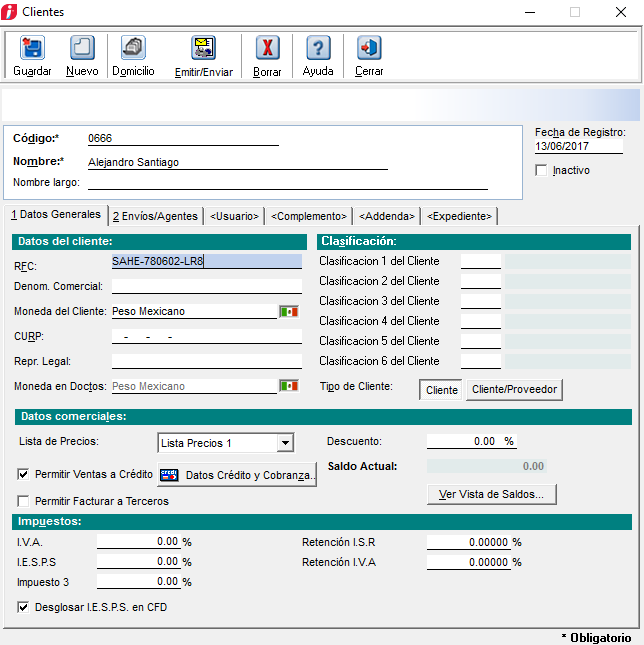 Clientes
Guardar Nuevo Domicilio Emitir/Enviar Borrar Ayuda Cerrar
Código:* 0666
Fecha de Registro:
13/06/2017
Nombre:* Alejandro Santiago
Inactivo
Nombre largo:
1 Datos Generales 2 Envíos/Agentes <Usuario> <Complemento> <Addenda> <Expediente>
Datos del cliente:
RFC: SAHE-780602-LR8
Denom. Comercial:
Moneda del Cliente: Peso Mexicano
CURP: - - -
Repr. Legal:
Moneda en Doctos: Peso Mexicano
Clasificación:
Clasificacion 1 del Cliente
Clasificacion 2 del Cliente
Clasificacion 3 del Cliente
Clasificacion 4 del Cliente
Clasificacion 5 del Cliente
Clasificacion 6 del Cliente
Tipo de Cliente: Cliente Cliente/Proveedor
Datos comerciales:
Lista de Precios: Lista Precios 1
Descuento: 0.00 %
Permitir Ventas a Crédito CREDIT Datos Crédito y Cobranza..
Saldo Actual: 0.00
Permitir Facturar a Terceros
Ver Vista de Saldos...
Impuestos:
I.V.A. 0.00 %
Retención I.S.R 0.00000 %
I.E.S.P.S 0.00 %
Retención I.V.A 0.00000 %
Impuesto 3 0.00 %
Desglosar I.E.S.P.S. en CFD
* Obligatorio